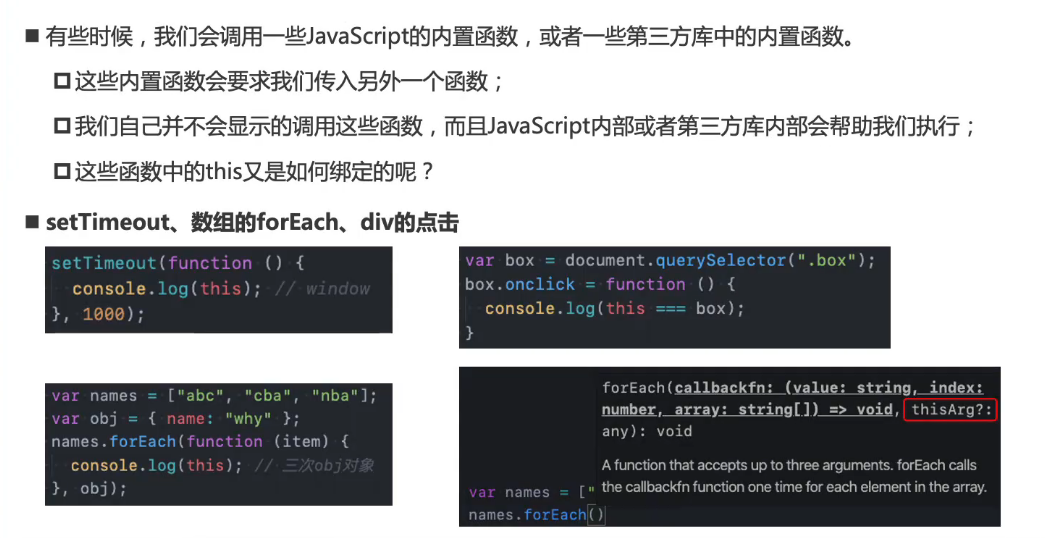 有些时候，我们会调用一些JavaScript的内置函数，或者一些第三方库中的内置函数。
这些内置函数会要求我们传入另外一个函数；
我们自己并不会显示的调用这些函数，而且JavaScript内部或者第三方库内部会帮助我们执行；
这些函数中的this又是如何绑定的呢？
setTimeout、数组的forEach、div的点击
setTimeout(function () {
console.log(this); // window
}, 1000);
var box = document.querySelector(".box");
box.onclick = function () {
console.log(this === box);
}
var names = ["abc", "cba", "nba"];
var obj = { name: "why" };
names.forEach(function (item) {
console.log(this); // 三次obj对象
}, obj);
forEach(callbackfn: (value: string, index:
number, array: string[]) => void, thisArg?:
any): void
A function that accepts up to three arguments. forEach calls
the callbackfn function one time for each element in the array.
var names = ["
names.forEach()